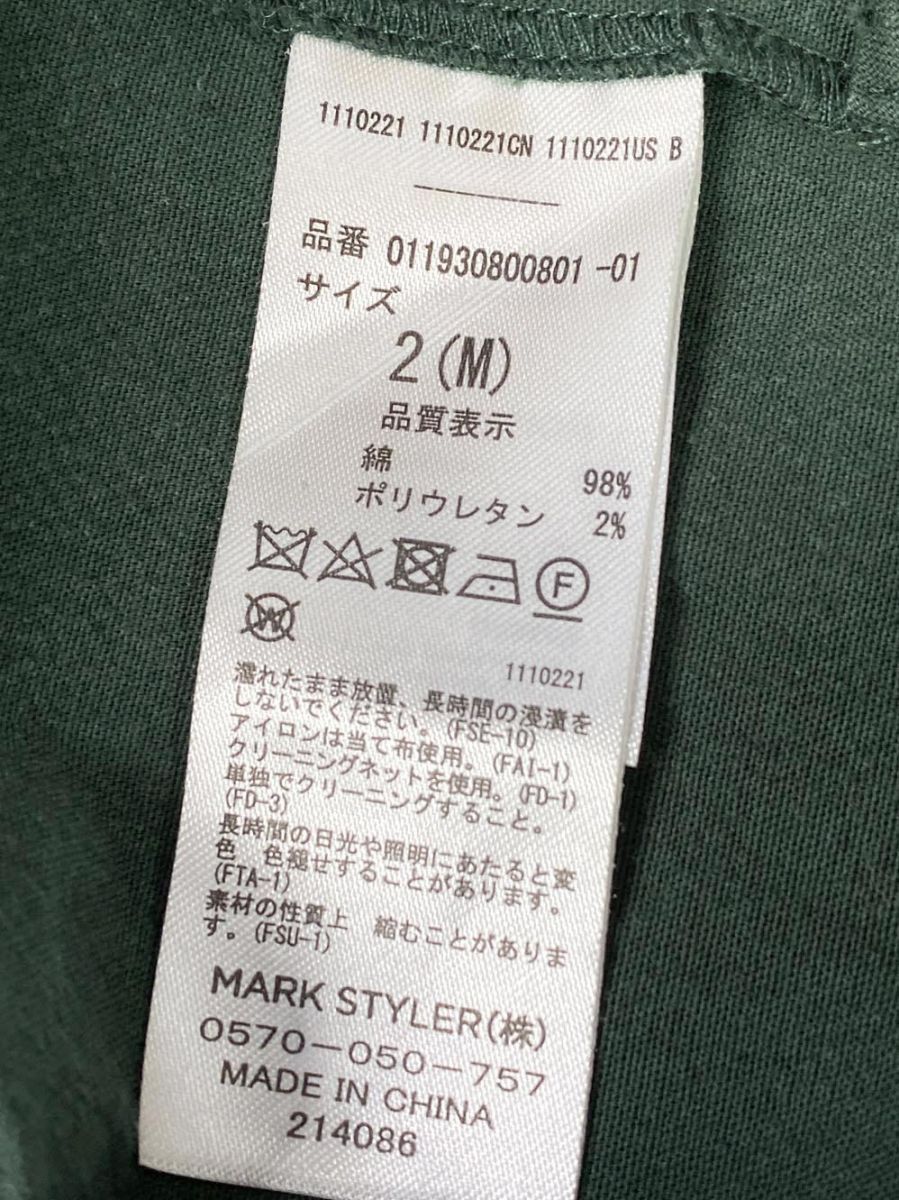 1110221 1110221CN 1110221US B
品番 011930800801-01
サイズ
2(M)
品質表示
綿 98%
ポリウレタン 2%
F
W
1110221
濡れたまま放置、長時間の浸漬を
しないでください。(FSE-10)
アイロンは当て布使用。(FAI-1)
クリーニングネットを使用。(FD-1)
単独でクリーニングすること。
(FD-3)
長時間の日光や照明にあたると変
色 色褪せすることがあります。
(FTA-1)
素材の性質上 縮むことがありま
す。(FSU-1)
MARK STYLER(株)
0570-050-757
MADE IN CHINA
214086